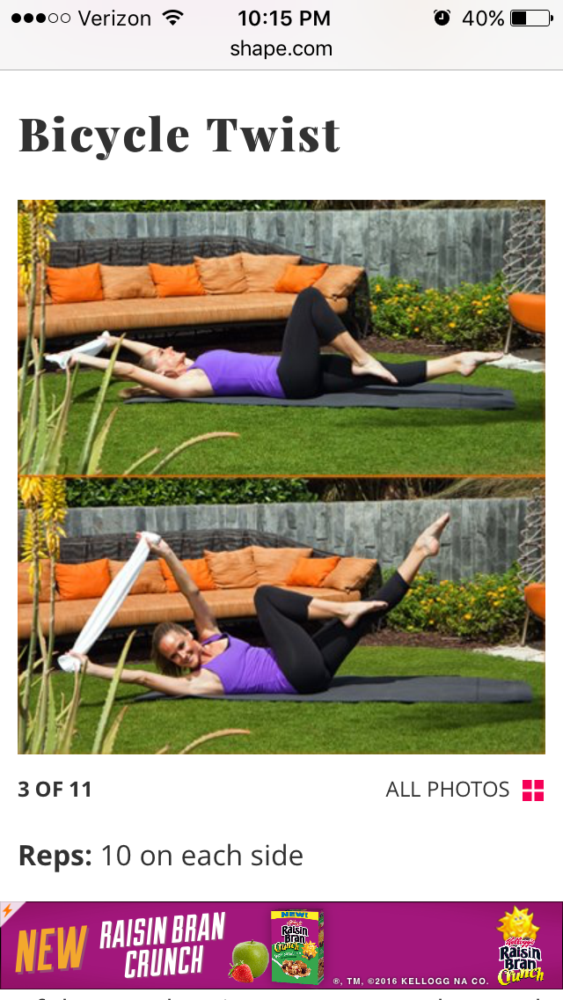 Verizon 10:15 PM 40%
shape.com
Bicycle Twist
3 OF 11 ALL PHOTOS
Reps: 10 on each side
NEW RAISIN BRAN CRUNCH
NEW!
Kellogg's
Raisin
Bran
Crunch
®, TM, ©2016 KELLOGG NA CO.
Kellogg's
Raisin
Bran
Crunch